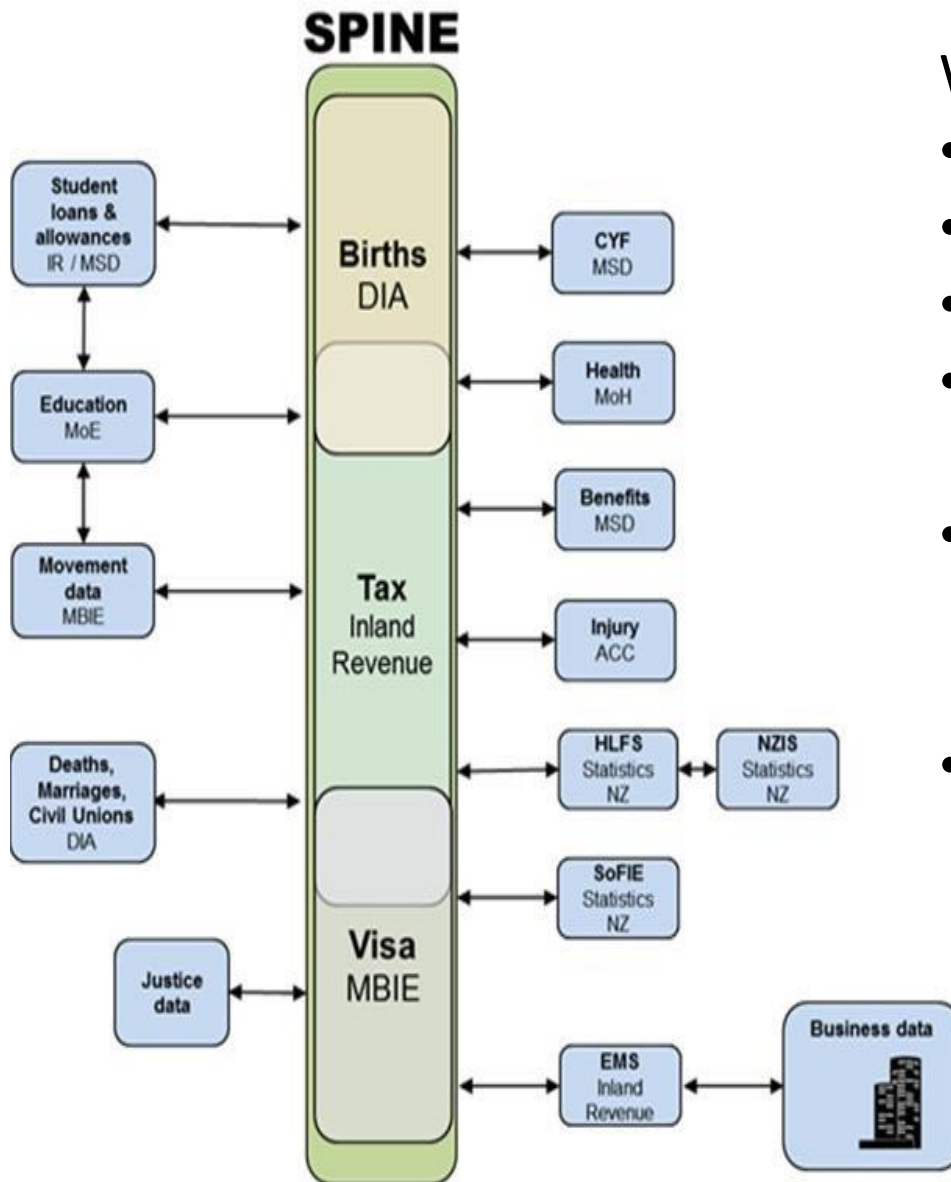 SPINE
Student
loans &
allowances
IR / MSD
Education
MoE
Movement
data
MBIE
Deaths,
Marriages,
Civil Unions
DIA
Justice
data
Births
DIA
Tax
Inland
Revenue
Visa
MBIE
CYF
MSD
Health
MoH
Benefits
MSD
Injury
ACC
HLFS
Statistics
NZ
NZIS
Statistics
NZ
SoFIE
Statistics
NZ
EMS
Inland
Revenue
Business data
•
•
•
•
•
•